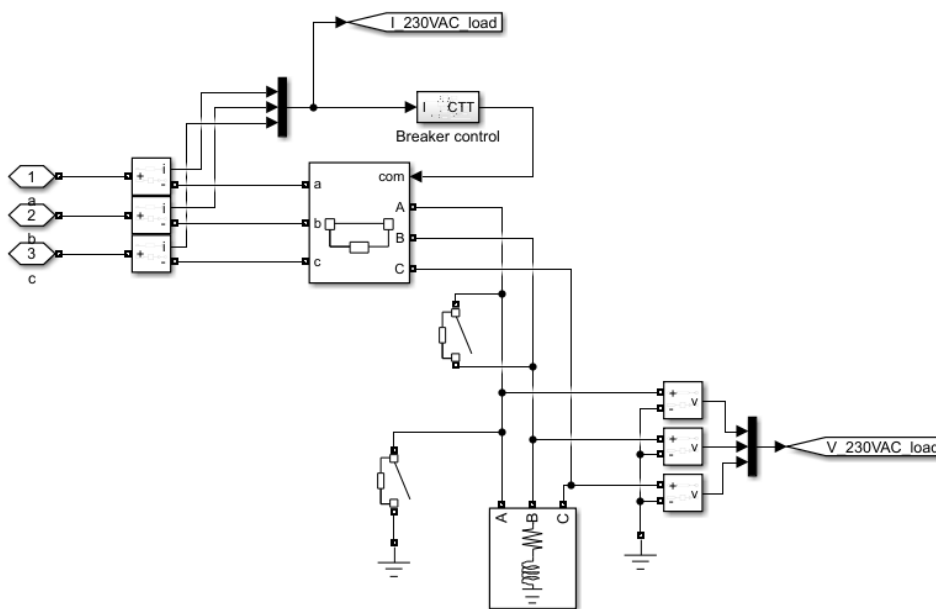 I_230VAC_load
I CTT
Breaker control
1
a
2
b
3
c
+ i
-
+ i
-
+ i
-
a
b
c
com
A
B
C
+ v
-
+ v
-
+ v
-
V_230VAC_load
A B C